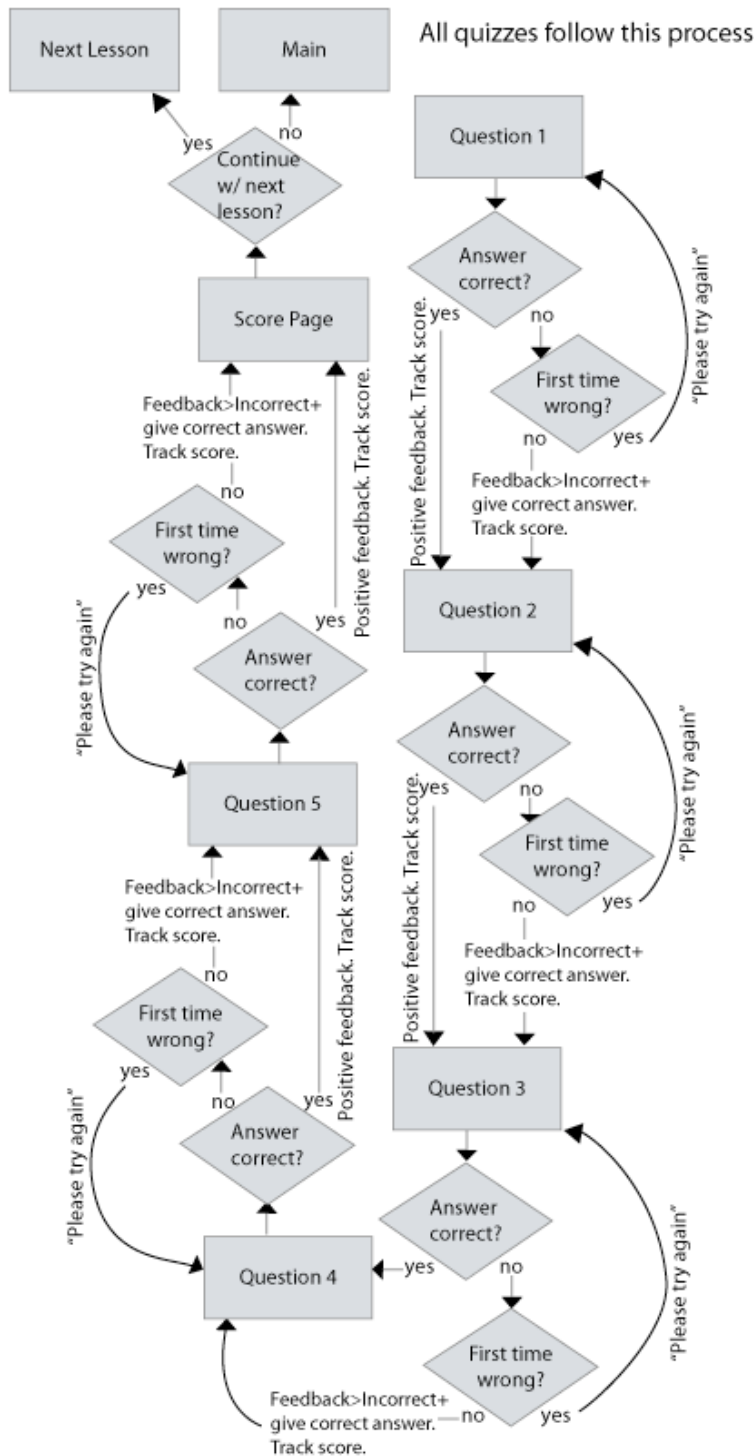 All quizzes follow this process
Question 1
Answer
correct?
yes
no
Positive feedback. Track score.
First time
wrong?
yes
"Please try again"
no
Feedback>Incorrect+
give correct answer.
Track score.
Question 2
Answer
correct?
yes
no
Positive feedback. Track score.
First time
wrong?
yes
"Please try again"
no
Feedback>Incorrect+
give correct answer.
Track score.
Question 3
Answer
correct?
yes
no
First time
wrong?
yes
"Please try again"
no
Feedback>Incorrect+
give correct answer.
Track score.
Question 4
Answer
correct?
yes
no
Positive feedback. Track score.
First time
wrong?
yes
"Please try again"
no
Feedback>Incorrect+
give correct answer.
Track score.
Question 5
Answer
correct?
yes
no
Positive feedback. Track score.
First time
wrong?
yes
"Please try again"
no
Feedback>Incorrect+
give correct answer.
Track score.
Score Page
Continue
w/ next
lesson?
yes
no
Next Lesson
Main